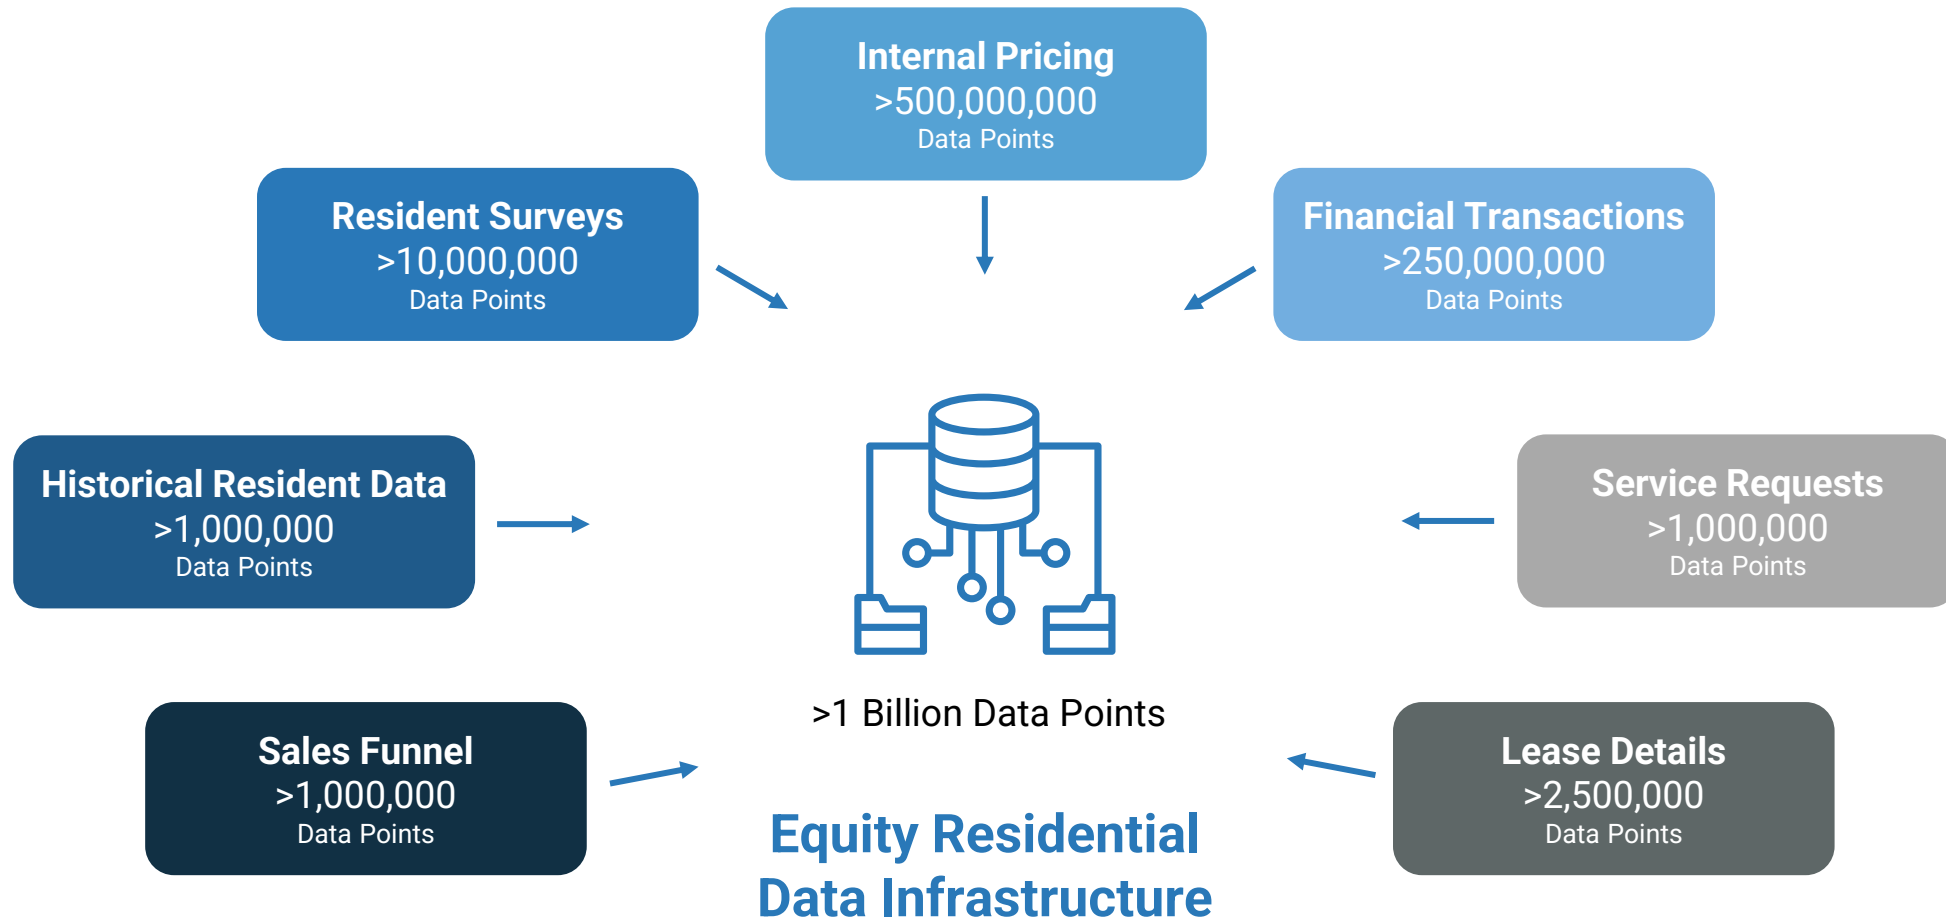 Internal Pricing
>500,000,000
Data Points
Resident Surveys
>10,000,000
Data Points
Financial Transactions
>250,000,000
Data Points
Historical Resident Data
>1,000,000
Data Points
Service Requests
>1,000,000
Data Points
>1 Billion Data Points
Sales Funnel
>1,000,000
Data Points
Lease Details
>2,500,000
Data Points
Equity Residential
Data Infrastructure